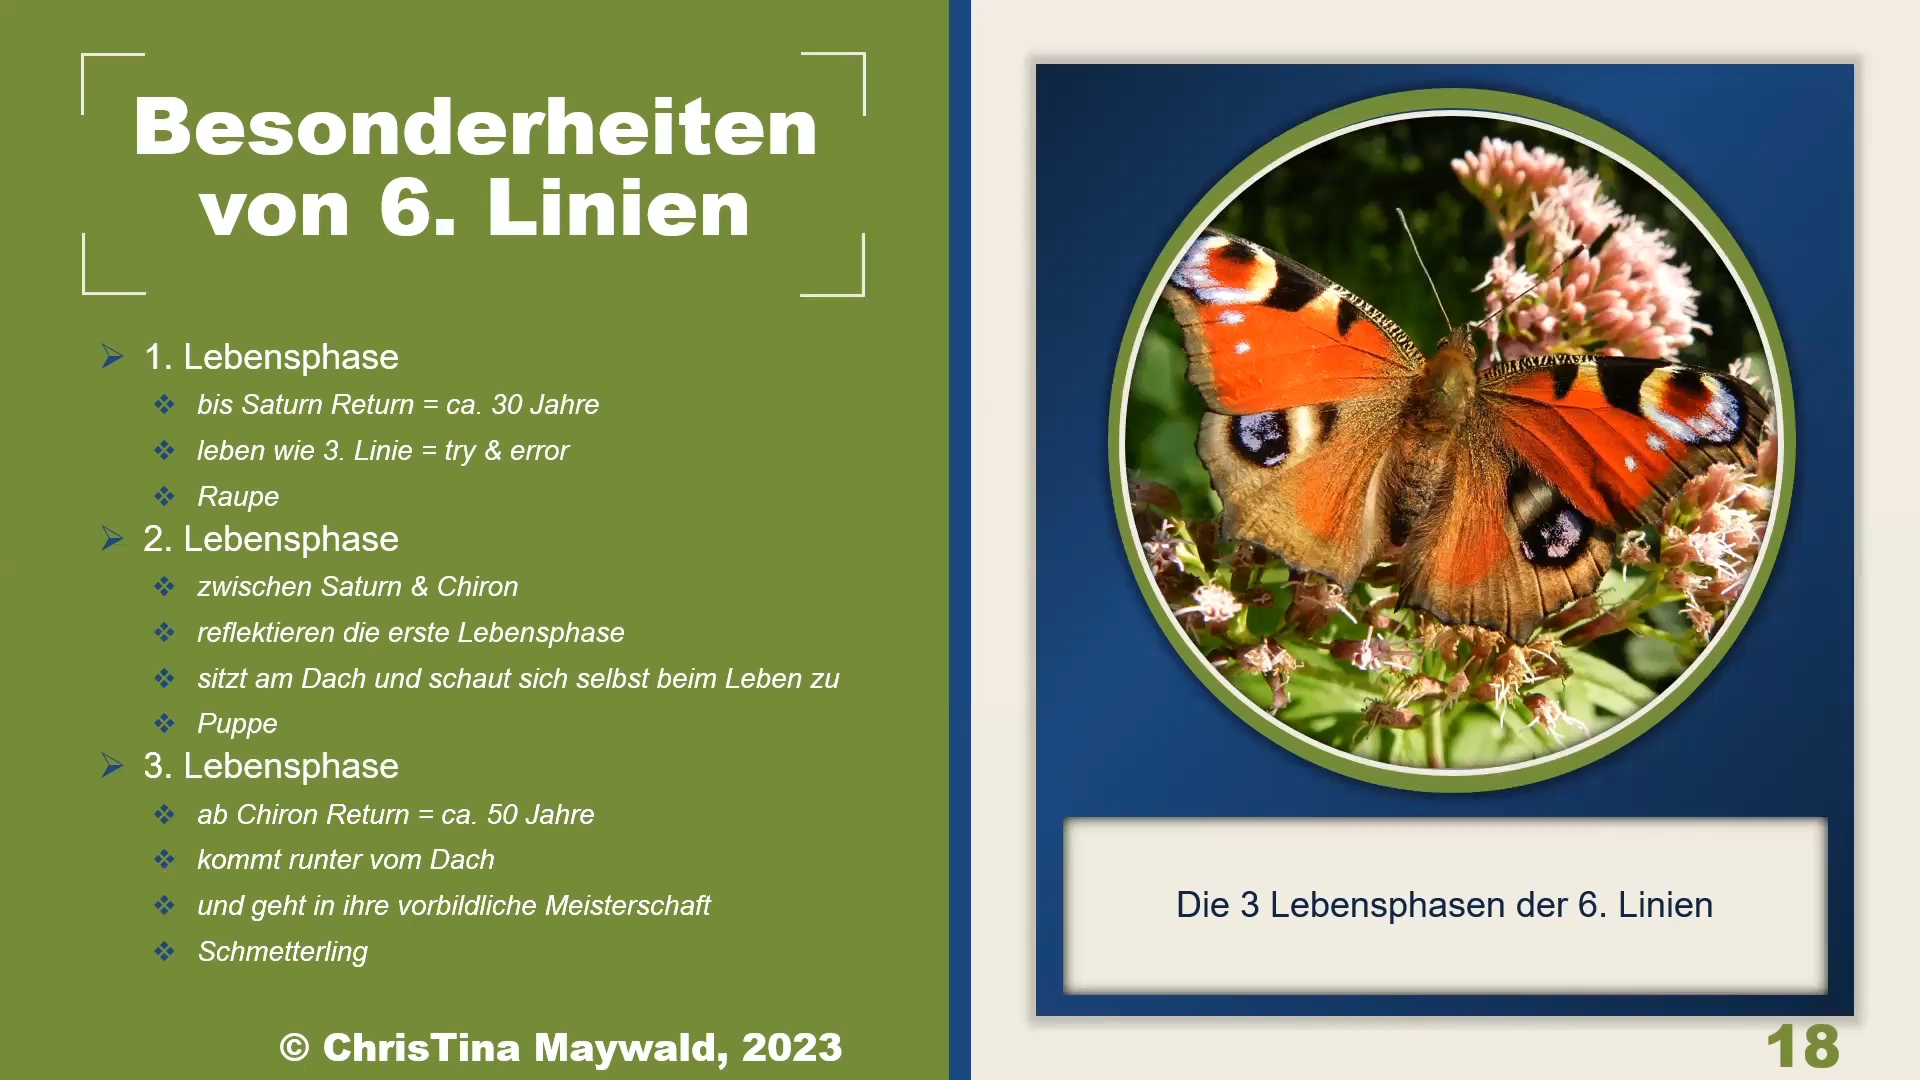 Besonderheiten
von 6. Linien
1. Lebensphase
bis Saturn Return = ca. 30 Jahre
leben wie 3. Linie = try & error
Raupe
2. Lebensphase
zwischen Saturn & Chiron
reflektieren die erste Lebensphase
sitzt am Dach und schaut sich selbst beim Leben zu
Puppe
3. Lebensphase
ab Chiron Return = ca. 50 Jahre
kommt runter vom Dach
und geht in ihre vorbildliche Meisterschaft
Schmetterling
© ChrisTina Maywald, 2023
Die 3 Lebensphasen der 6. Linien
18